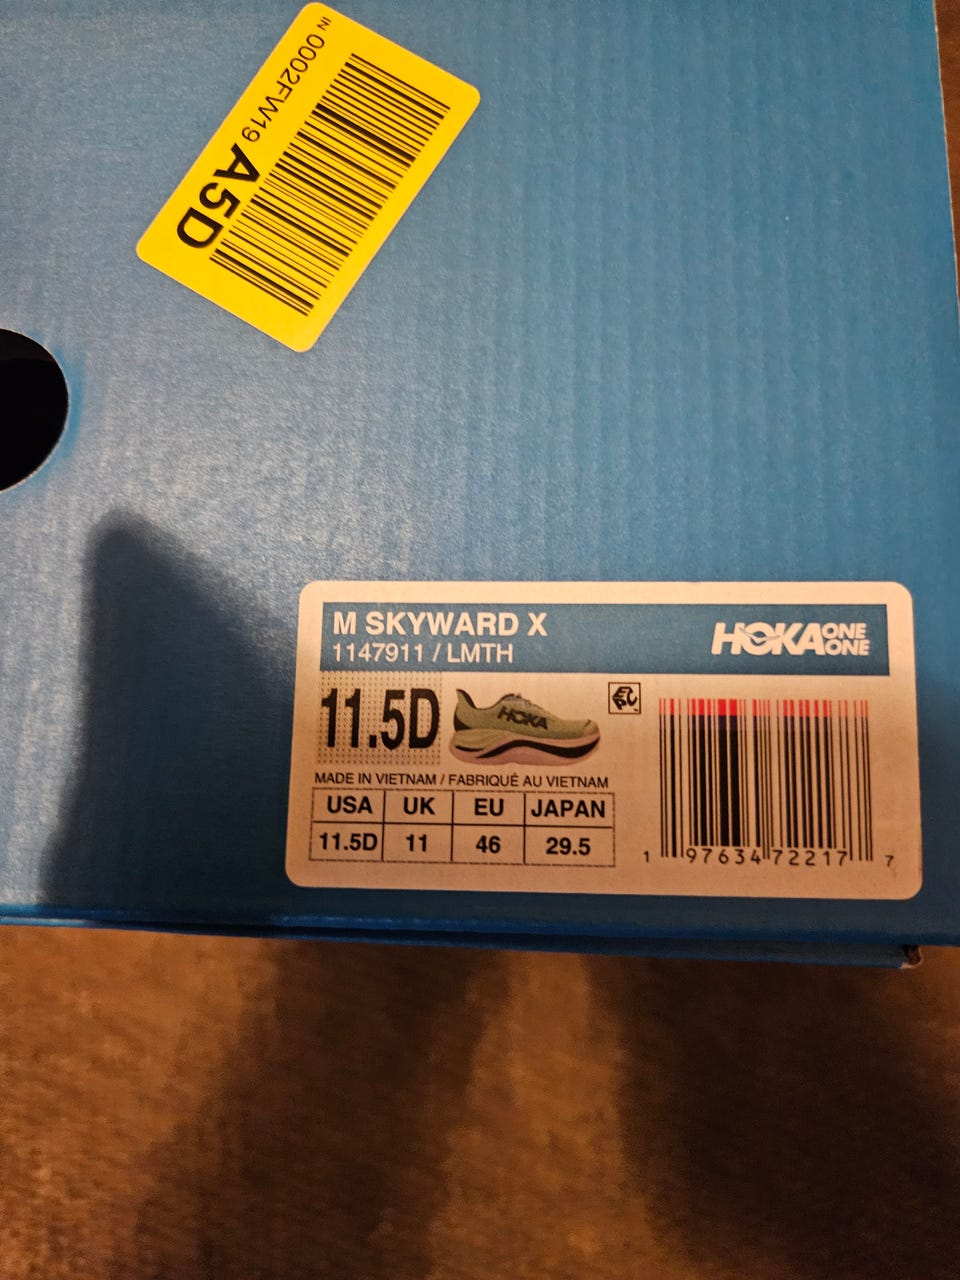 IN 0002FW19 A5D
M SKYWARD X
1147911 / LMTH
HOKA ONE ONE
11.5D
HOKA
MADE IN VIETNAM / FABRIQUÉ AU VIETNAM
USA UK EU JAPAN
11.5D 11 46 29.5
1 97634 72217 7